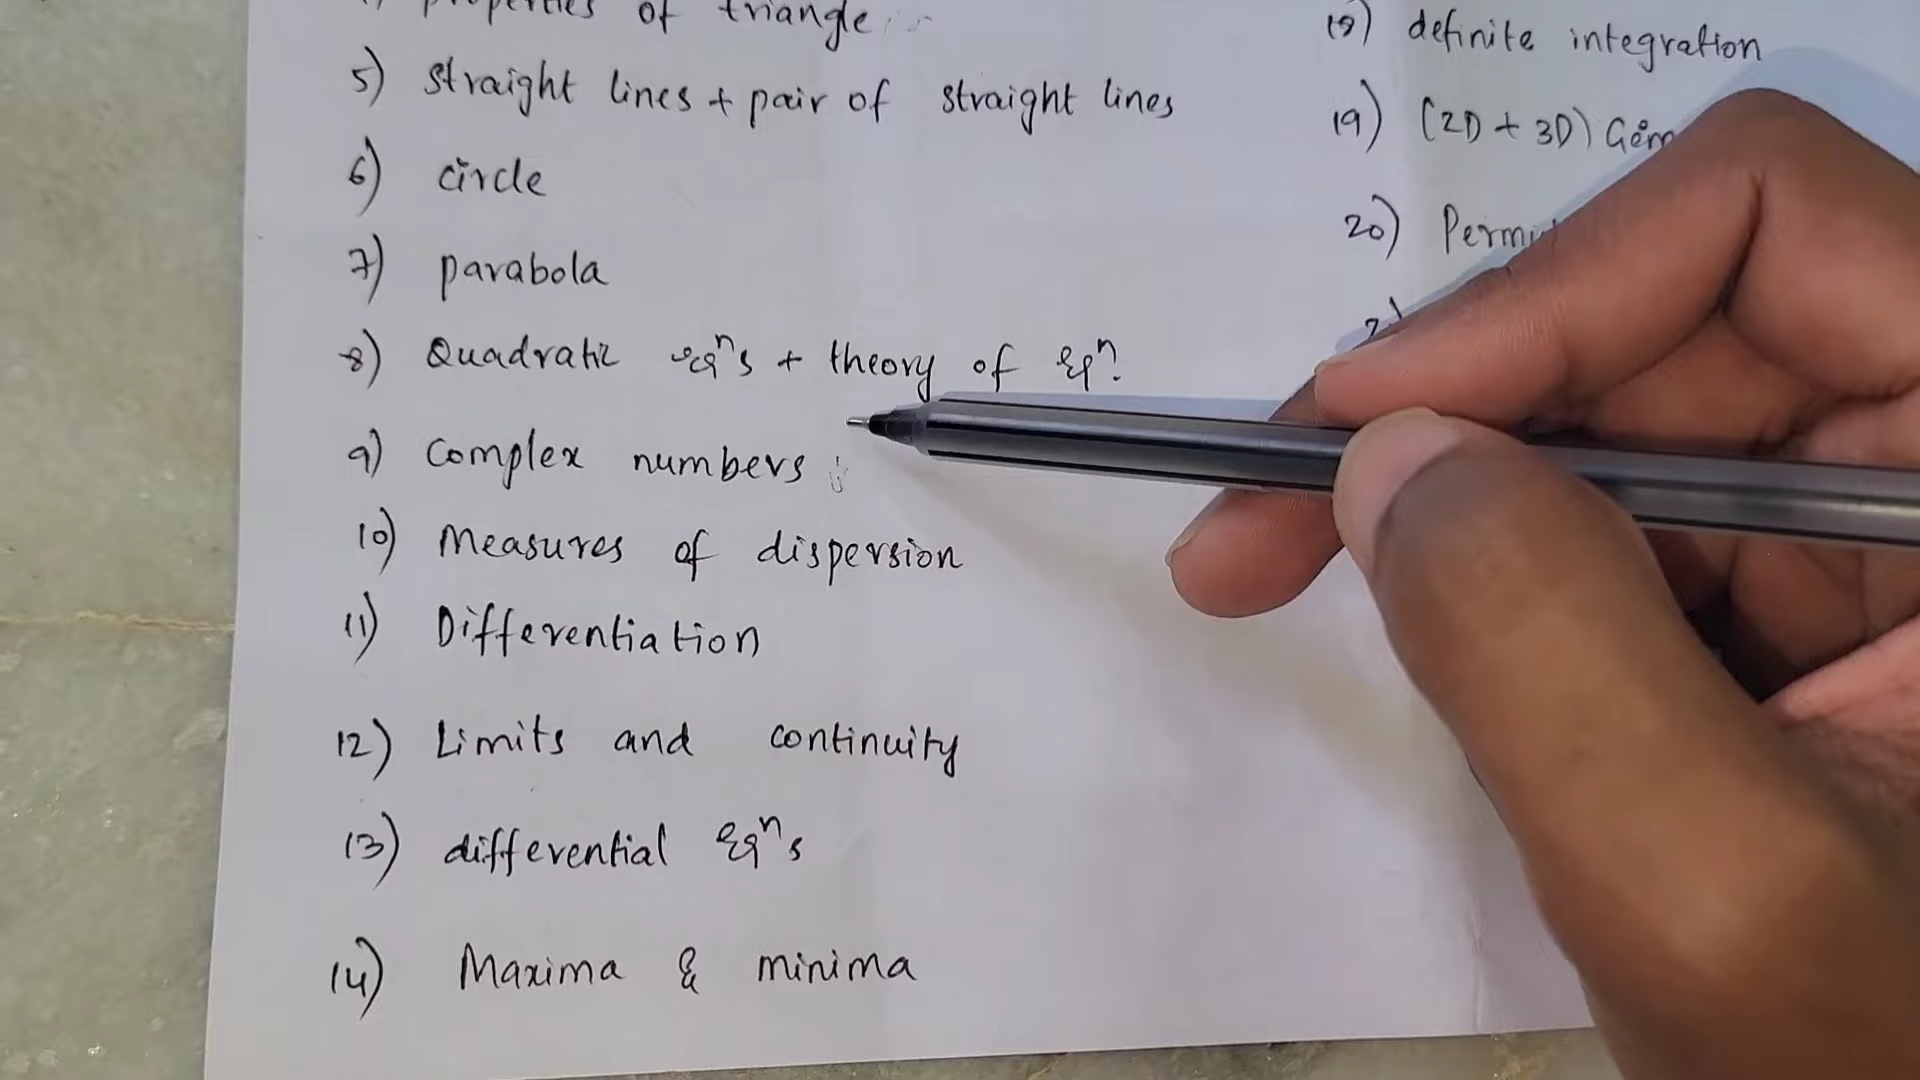 properties of triangle
5) straight lines + pair of straight lines
6) circle
7) parabola
8) Quadratic eqⁿs + theory of eqⁿ.
9) complex numbers
10) Measures of dispersion
11) Differentiation
12) Limits and continuity
13) differential Eqⁿs
14) Maxima & minima
18) definite integration
19) (2D + 3D)
20)